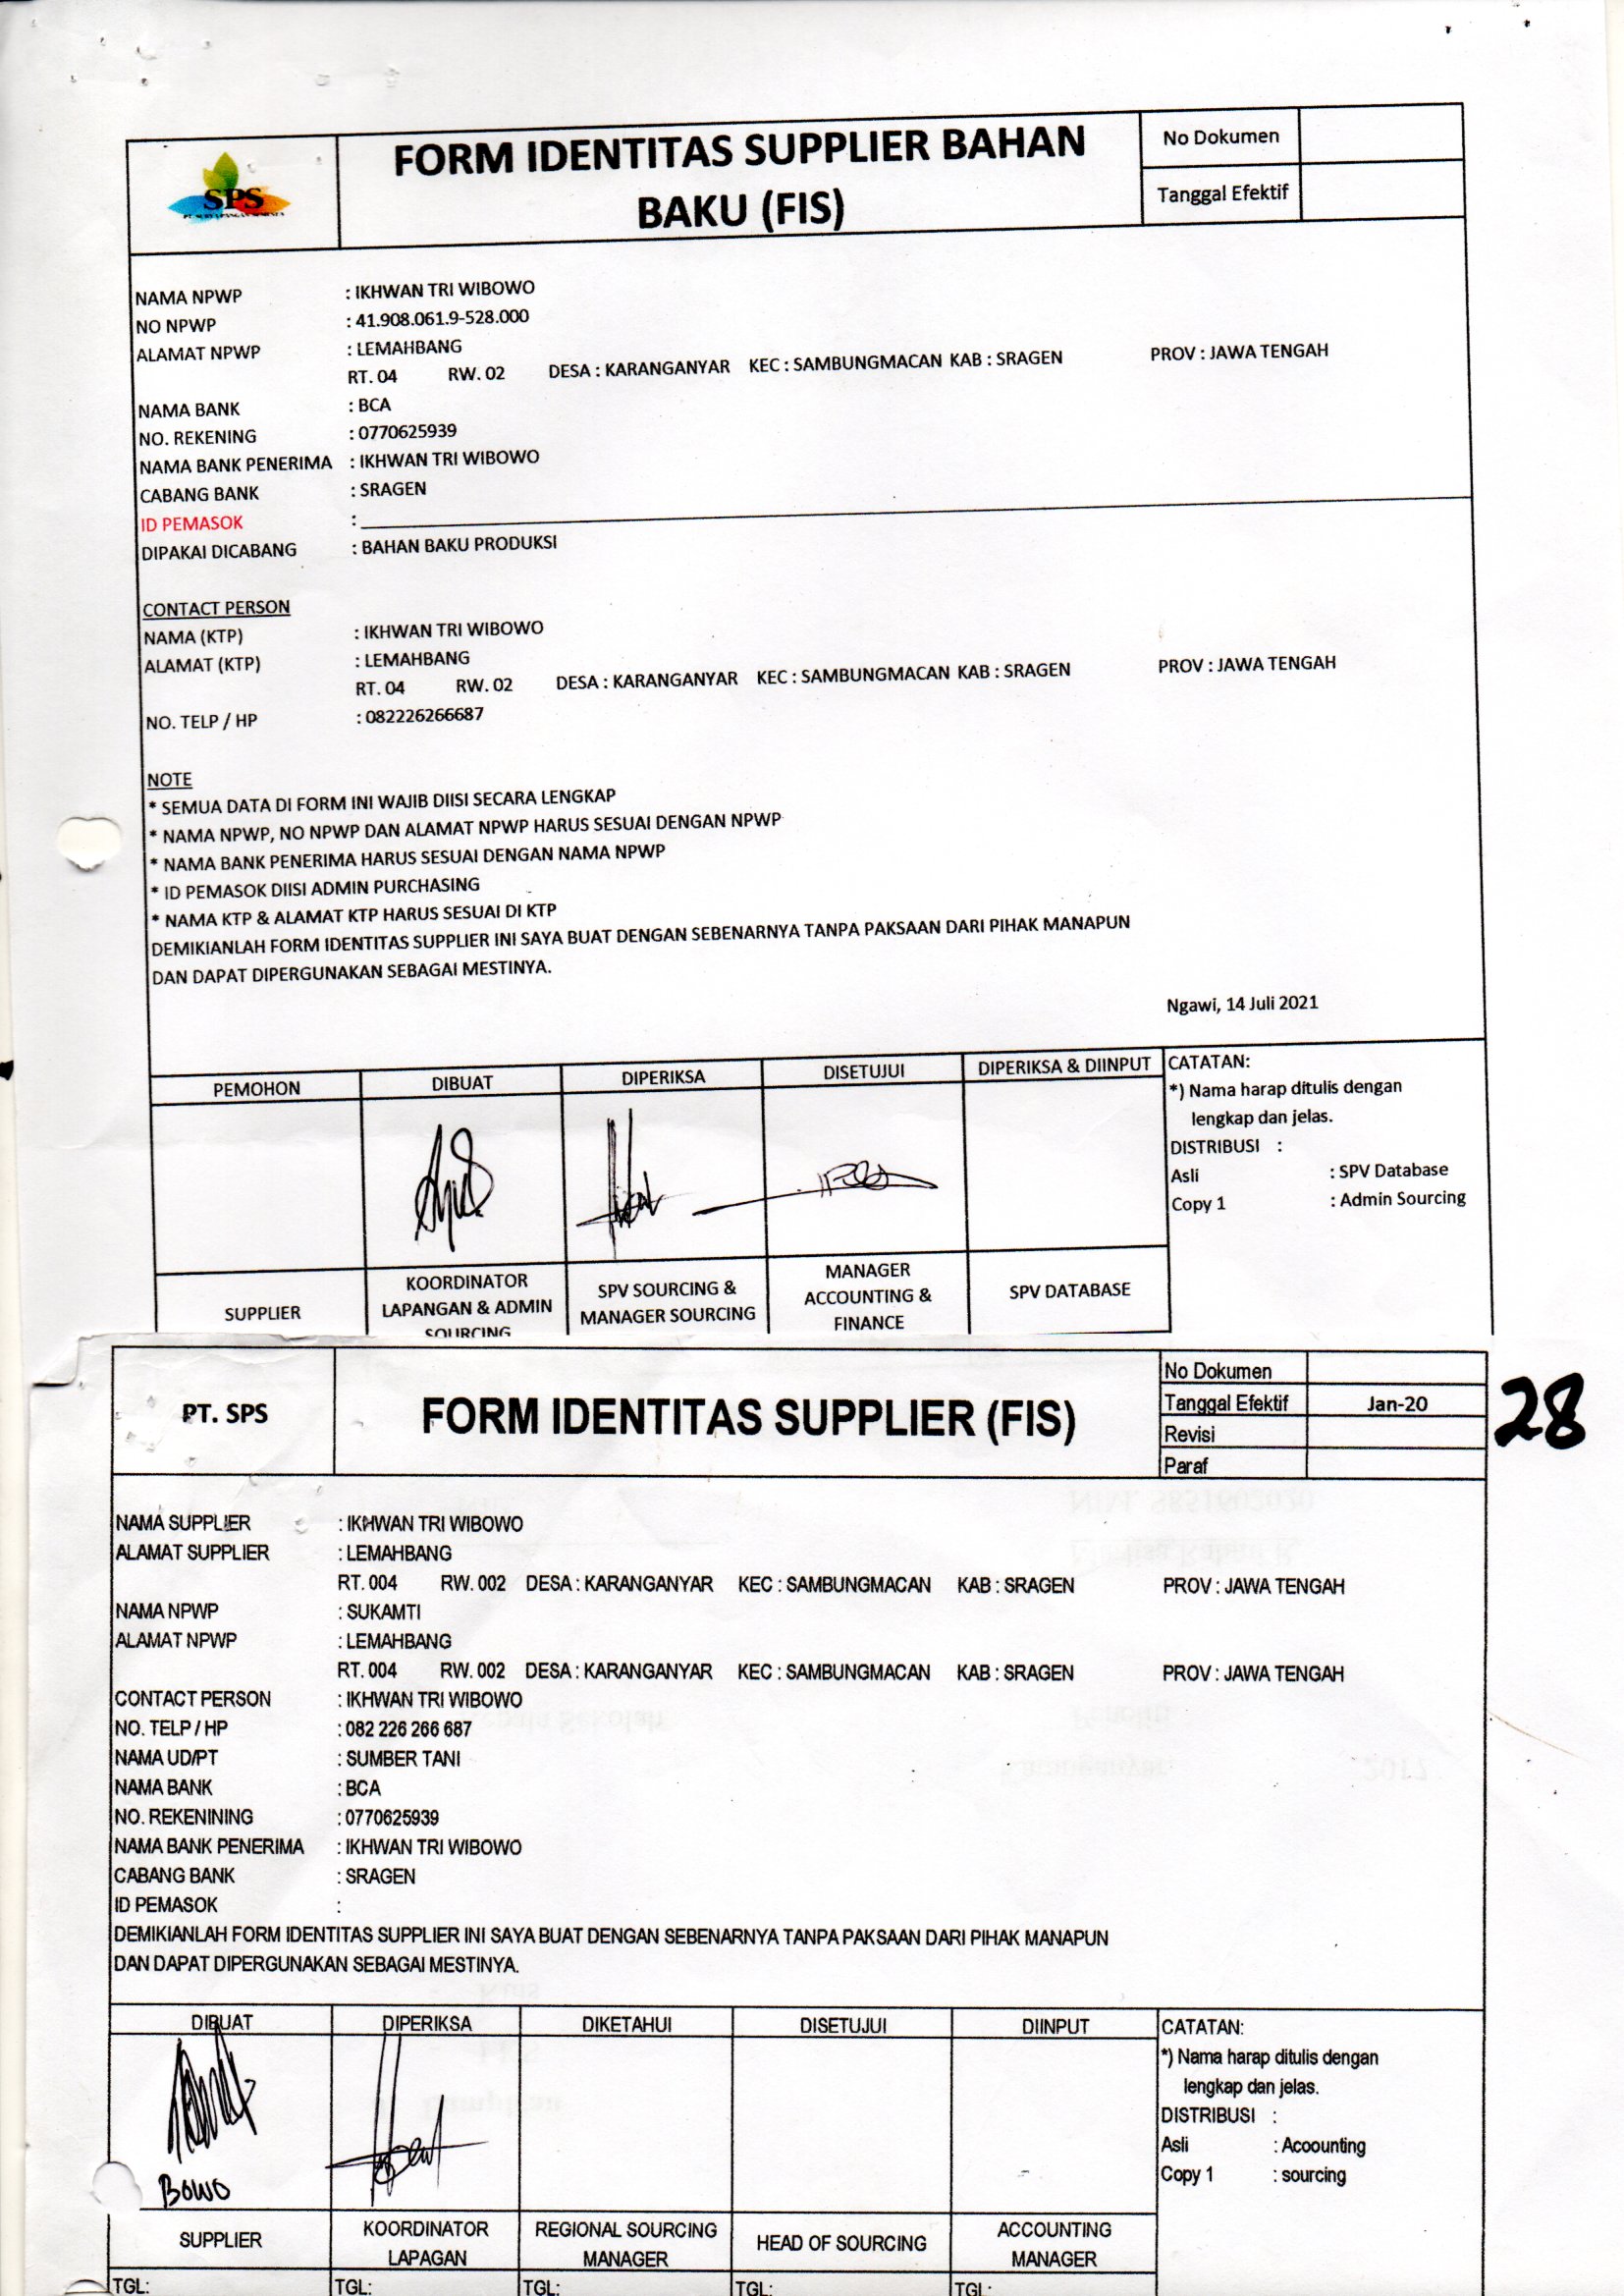 SPS
FORM IDENTITAS SUPPLIER BAHAN
BAKU (FIS)
No Dokumen
Tanggal Efektif
NAMA NPWP : IKHWAN TRI WIBOWO
NO NPWP : 41.908.061.9-528.000
ALAMAT NPWP : LEMAHBANG
RT. 04 RW. 02 DESA : KARANGANYAR KEC : SAMBUNGMACAN KAB : SRAGEN PROV : JAWA TENGAH
NAMA BANK : BCA
NO. REKENING : 0770625939
NAMA BANK PENERIMA : IKHWAN TRI WIBOWO
CABANG BANK : SRAGEN
ID PEMASOK :
DIPAKAI DICABANG : BAHAN BAKU PRODUKSI
CONTACT PERSON
NAMA (KTP) : IKHWAN TRI WIBOWO
ALAMAT (KTP) : LEMAHBANG
RT. 04 RW. 02 DESA : KARANGANYAR KEC : SAMBUNGMACAN KAB : SRAGEN PROV : JAWA TENGAH
NO. TELP / HP : 082226266687
NOTE
* SEMUA DATA DI FORM INI WAJIB DIISI SECARA LENGKAP
* NAMA NPWP, NO NPWP DAN ALAMAT NPWP HARUS SESUAI DENGAN NPWP
* NAMA BANK PENERIMA HARUS SESUAI DENGAN NAMA NPWP
* ID PEMASOK DIISI ADMIN PURCHASING
* NAMA KTP & ALAMAT KTP HARUS SESUAI DI KTP
DEMIKIANLAH FORM IDENTITAS SUPPLIER INI SAYA BUAT DENGAN SEBENARNYA TANPA PAKSAAN DARI PIHAK MANAPUN
DAN DAPAT DIPERGUNAKAN SEBAGAI MESTINYA.
Ngawi, 14 Juli 2021
PEMOHON DIBUAT DIPERIKSA DISETUJUI DIPERIKSA & DIINPUT
CATATAN:
*) Nama harap ditulis dengan
lengkap dan jelas.
DISTRIBUSI :
Asli : SPV Database
Copy 1 : Admin Sourcing
SUPPLIER
KOORDINATOR
LAPANGAN & ADMIN
SOURCING
SPV SOURCING &
MANAGER SOURCING
MANAGER
ACCOUNTING &
FINANCE
SPV DATABASE
PT. SPS
FORM IDENTITAS SUPPLIER (FIS)
No Dokumen
Tanggal Efektif Jan-20
Revisi
Paraf
28
NAMA SUPPLIER : IKHWAN TRI WIBOWO
ALAMAT SUPPLIER : LEMAHBANG
RT. 004 RW. 002 DESA : KARANGANYAR KEC : SAMBUNGMACAN KAB : SRAGEN PROV : JAWA TENGAH
NAMA NPWP : SUKAMTI
ALAMAT NPWP : LEMAHBANG
RT. 004 RW. 002 DESA : KARANGANYAR KEC : SAMBUNGMACAN KAB : SRAGEN PROV : JAWA TENGAH
CONTACT PERSON : IKHWAN TRI WIBOWO
NO. TELP / HP : 082 226 266 687
NAMA UD/PT : SUMBER TANI
NAMA BANK : BCA
NO. REKENINING : 0770625939
NAMA BANK PENERIMA : IKHWAN TRI WIBOWO
CABANG BANK : SRAGEN
ID PEMASOK :
DEMIKIANLAH FORM IDENTITAS SUPPLIER INI SAYA BUAT DENGAN SEBENARNYA TANPA PAKSAAN DARI PIHAK MANAPUN
DAN DAPAT DIPERGUNAKAN SEBAGAI MESTINYA.
DIBUAT DIPERIKSA DIKETAHUI DISETUJUI DIINPUT
CATATAN:
*) Nama harap ditulis dengan
lengkap dan jelas.
DISTRIBUSI :
Asli : Acoounting
Copy 1 : sourcing
BOWO
SUPPLIER
KOORDINATOR
LAPAGAN
REGIONAL SOURCING
MANAGER
HEAD OF SOURCING
ACCOUNTING
MANAGER
TGL: TGL: TGL: TGL: TGL: